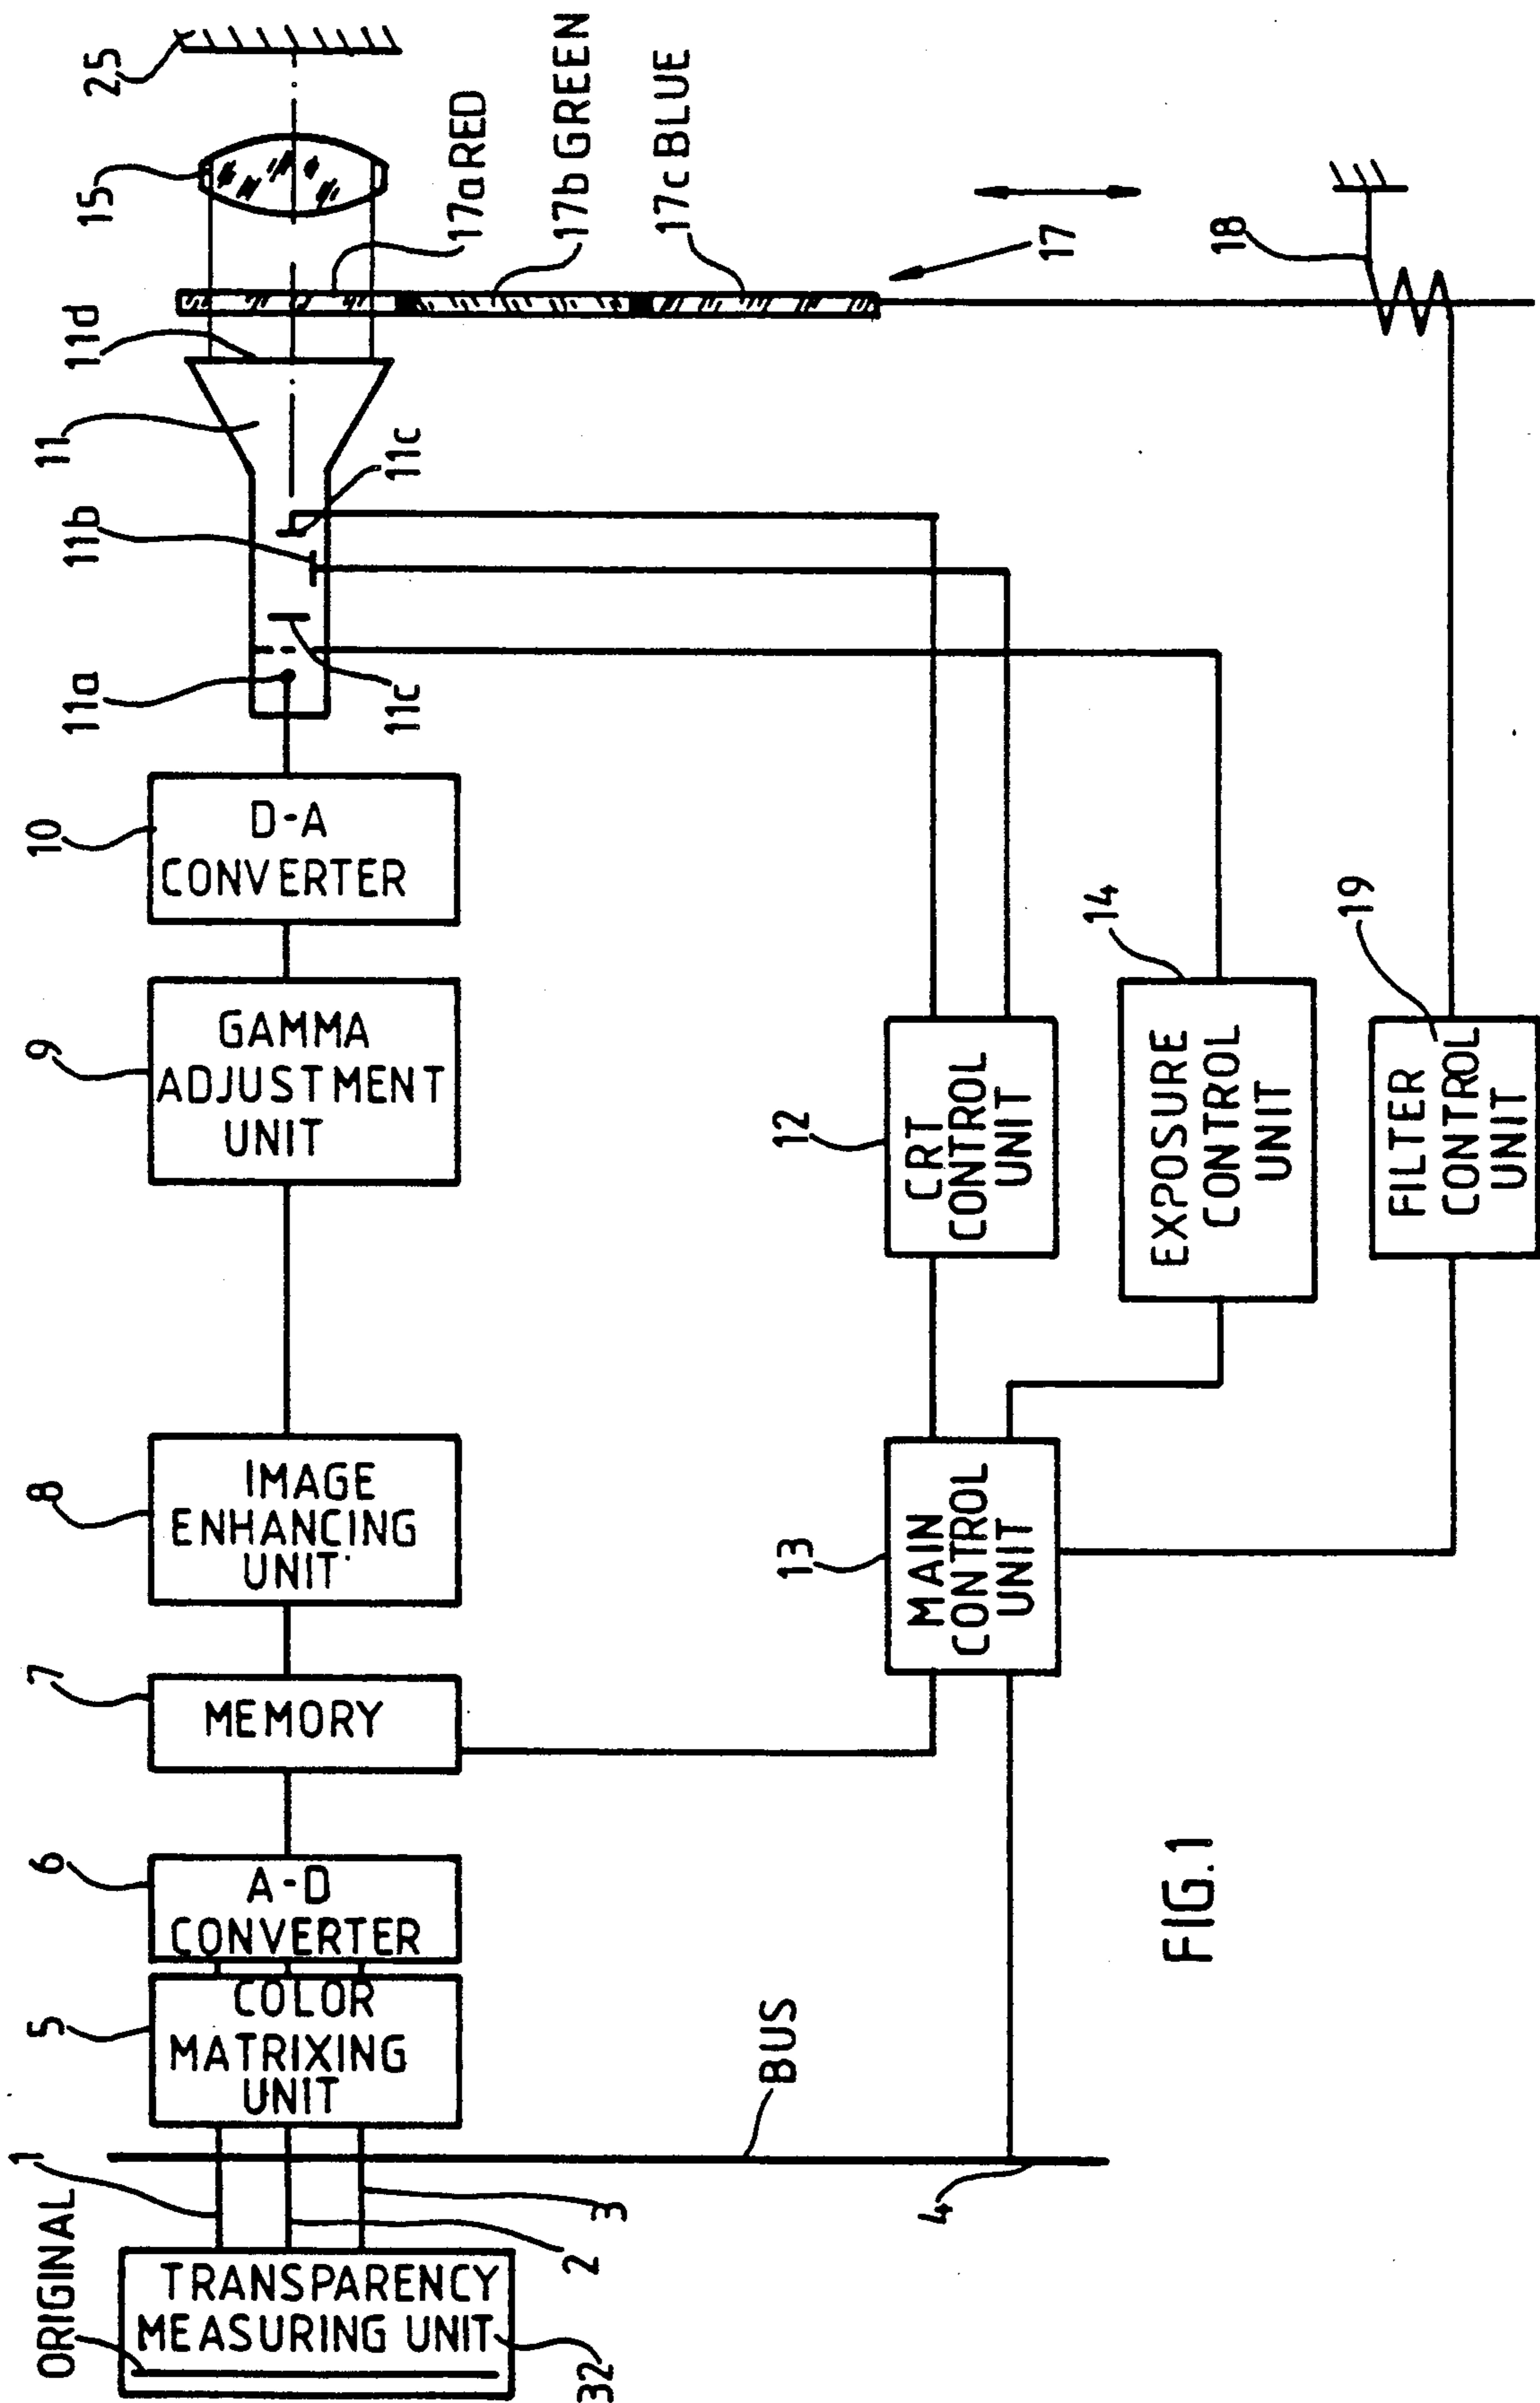 25
15
17a RED
17b GREEN
17c BLUE
17
18
11d
11
11c
11b
11a
11c
10
D-A
CONVERTER
9
GAMMA
ADJUSTMENT
UNIT
8
IMAGE
ENHANCING
UNIT
7
MEMORY
6
A-D
CONVERTER
5
COLOR
MATRIXING
UNIT
1
ORIGINAL
TRANSPARENCY
MEASURING UNIT
32
2
3
4
BUS
12
CRT
CONTROL
UNIT
14
EXPOSURE
CONTROL
UNIT
19
FILTER
CONTROL
UNIT
13
MAIN
CONTROL
UNIT
FIG.1